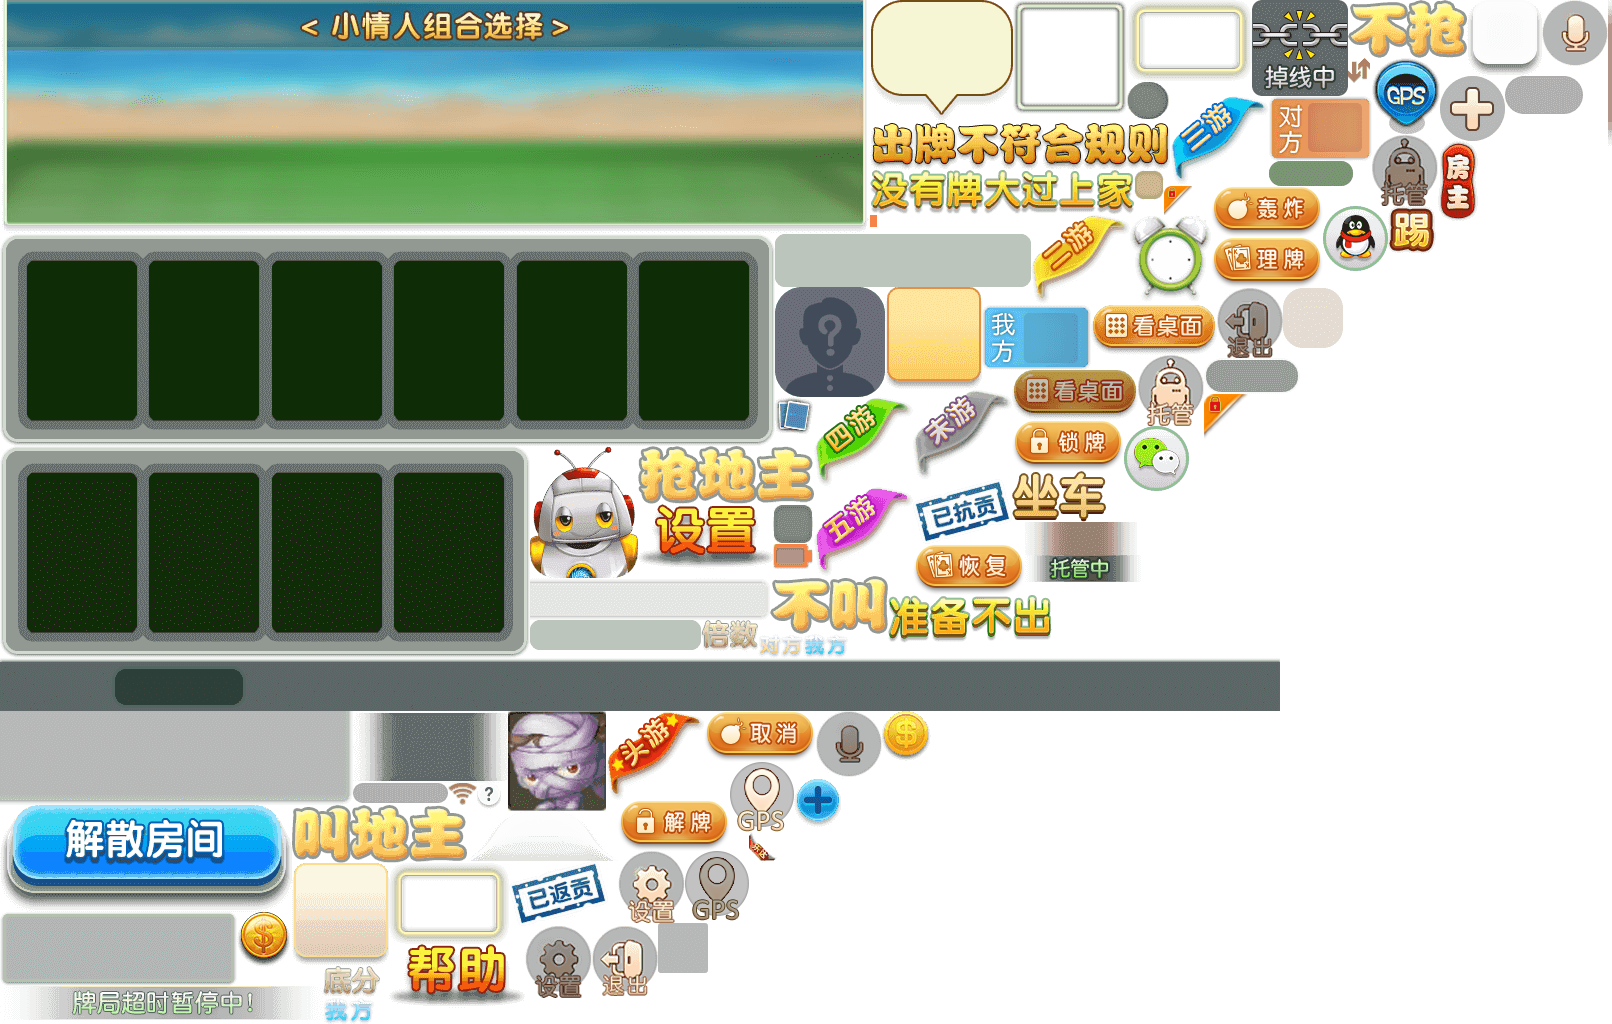 < 小情人组合选择 >
掉线中
不抢
GPS
三游
对方
出牌不符合规则
没有牌大过上家
托管
房主
轰炸
踢
二游
理牌
我方
看桌面
退出
看桌面
托管
四游
末游
锁牌
抢地主
设置
五游
已抗贡
坐车
恢复
托管中
不叫
准备不出
倍数
对方我方
头游
取消
?
GPS
解牌
解散房间
叫地主
已返贡
设置
GPS
帮助
设置
退出
底分
我方
牌局超时暂停中!